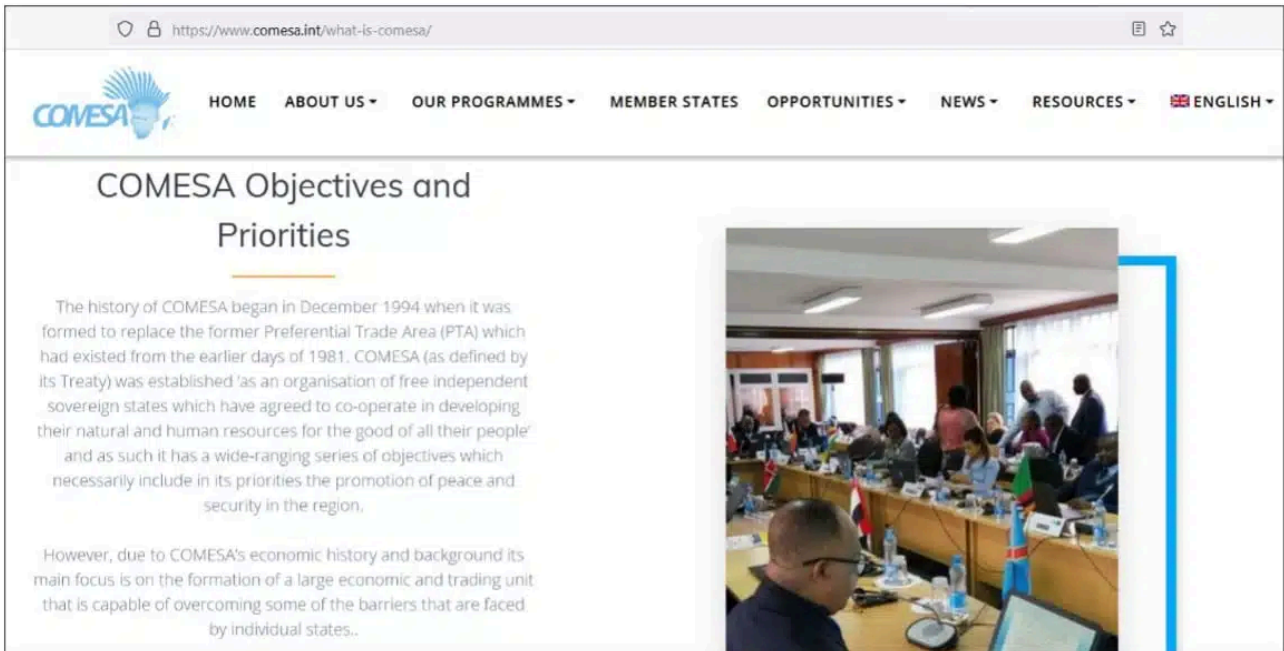 https://www.comesa.int/what-is-comesa/
COMESA
HOME
ABOUT US
OUR PROGRAMMES
MEMBER STATES
OPPORTUNITIES
NEWS
RESOURCES
ENGLISH
COMESA Objectives and
Priorities
The history of COMESA began in December 1994 when it was
formed to replace the former Preferential Trade Area (PTA) which
had existed from the earlier days of 1981. COMESA (as defined by
its Treaty) was established 'as an organisation of free independent
sovereign states which have agreed to co-operate in developing
their natural and human resources for the good of all their people'
and as such it has a wide-ranging series of objectives which
necessarily include in its priorities the promotion of peace and
security in the region.
However, due to COMESA's economic history and background its
main focus is on the formation of a large economic and trading unit
that is capable of overcoming some of the barriers that are faced
by individual states..